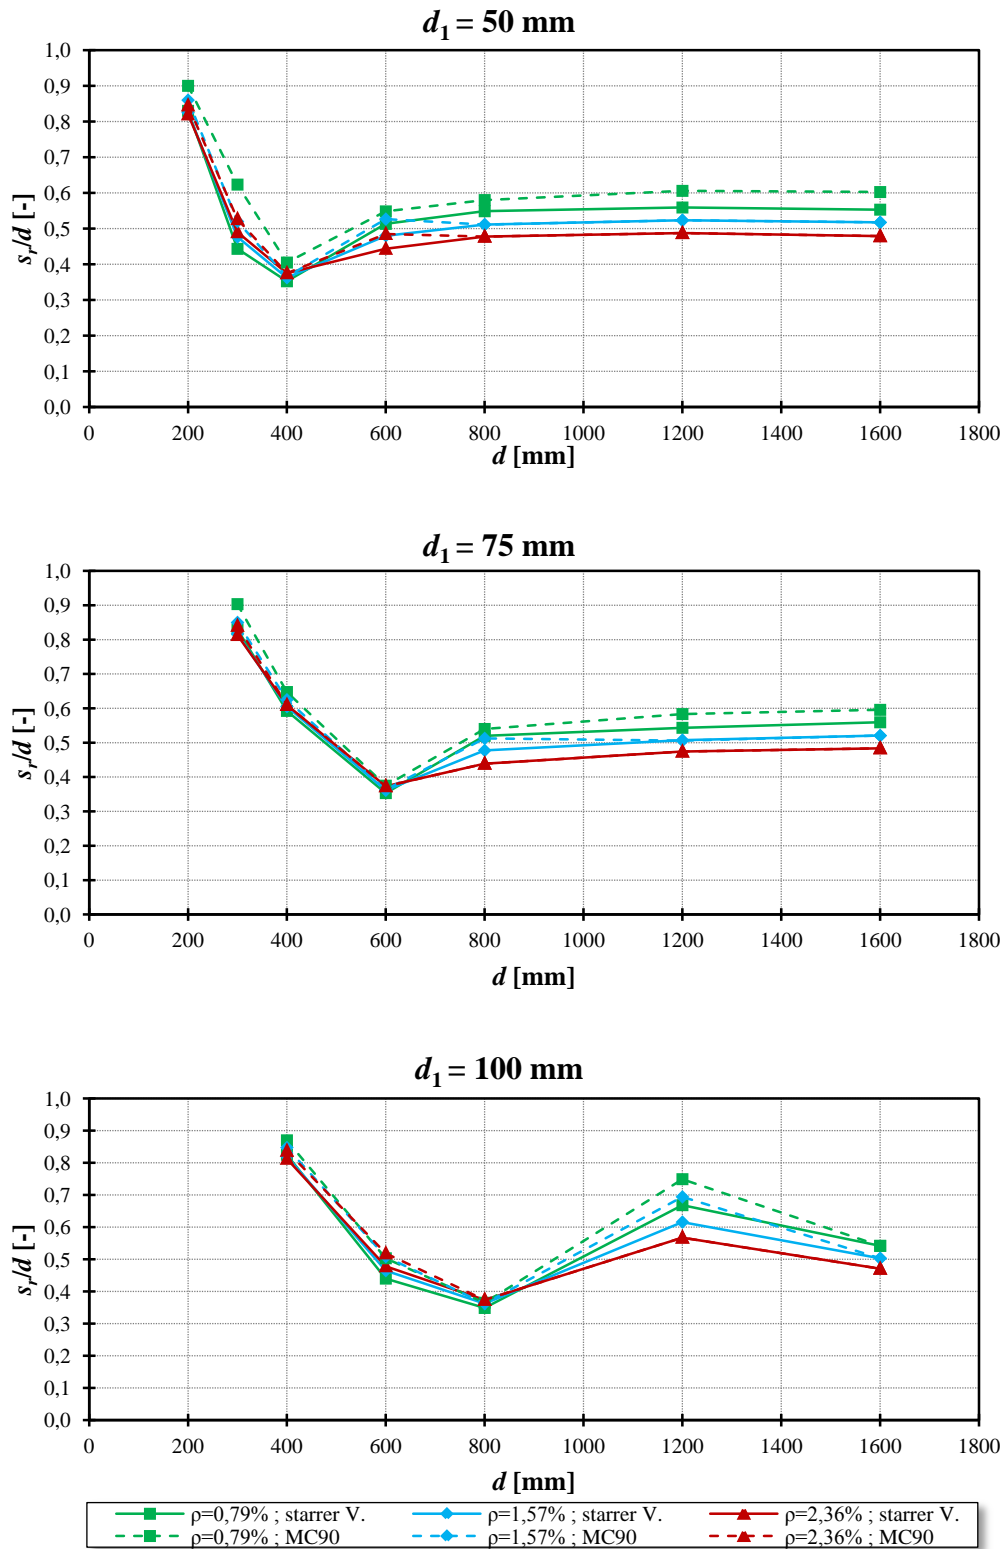 d1 = 50 mm
1,0
0,9
0,8
0,7
0,6
0,5
0,4
0,3
0,2
0,1
0,0
sr/d [-]
0 200 400 600 800 1000 1200 1400 1600 1800
d [mm]
d1 = 75 mm
1,0
0,9
0,8
0,7
0,6
0,5
0,4
0,3
0,2
0,1
0,0
sr/d [-]
0 200 400 600 800 1000 1200 1400 1600 1800
d [mm]
d1 = 100 mm
1,0
0,9
0,8
0,7
0,6
0,5
0,4
0,3
0,2
0,1
0,0
sr/d [-]
0 200 400 600 800 1000 1200 1400 1600 1800
d [mm]
ρ=0,79% ; starrer V. ρ=1,57% ; starrer V. ρ=2,36% ; starrer V.
ρ=0,79% ; MC90 ρ=1,57% ; MC90 ρ=2,36% ; MC90